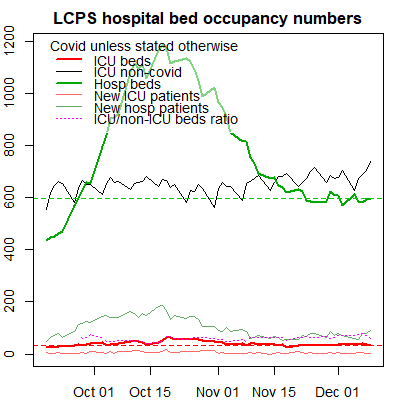 LCPS hospital bed occupancy numbers
Covid unless stated otherwise
ICU beds
ICU non-covid
Hosp beds
New ICU patients
New hosp patients
ICU/non-ICU beds ratio
1200
1000
800
600
400
200
0
Oct 01 Oct 15 Nov 01 Nov 15 Dec 01